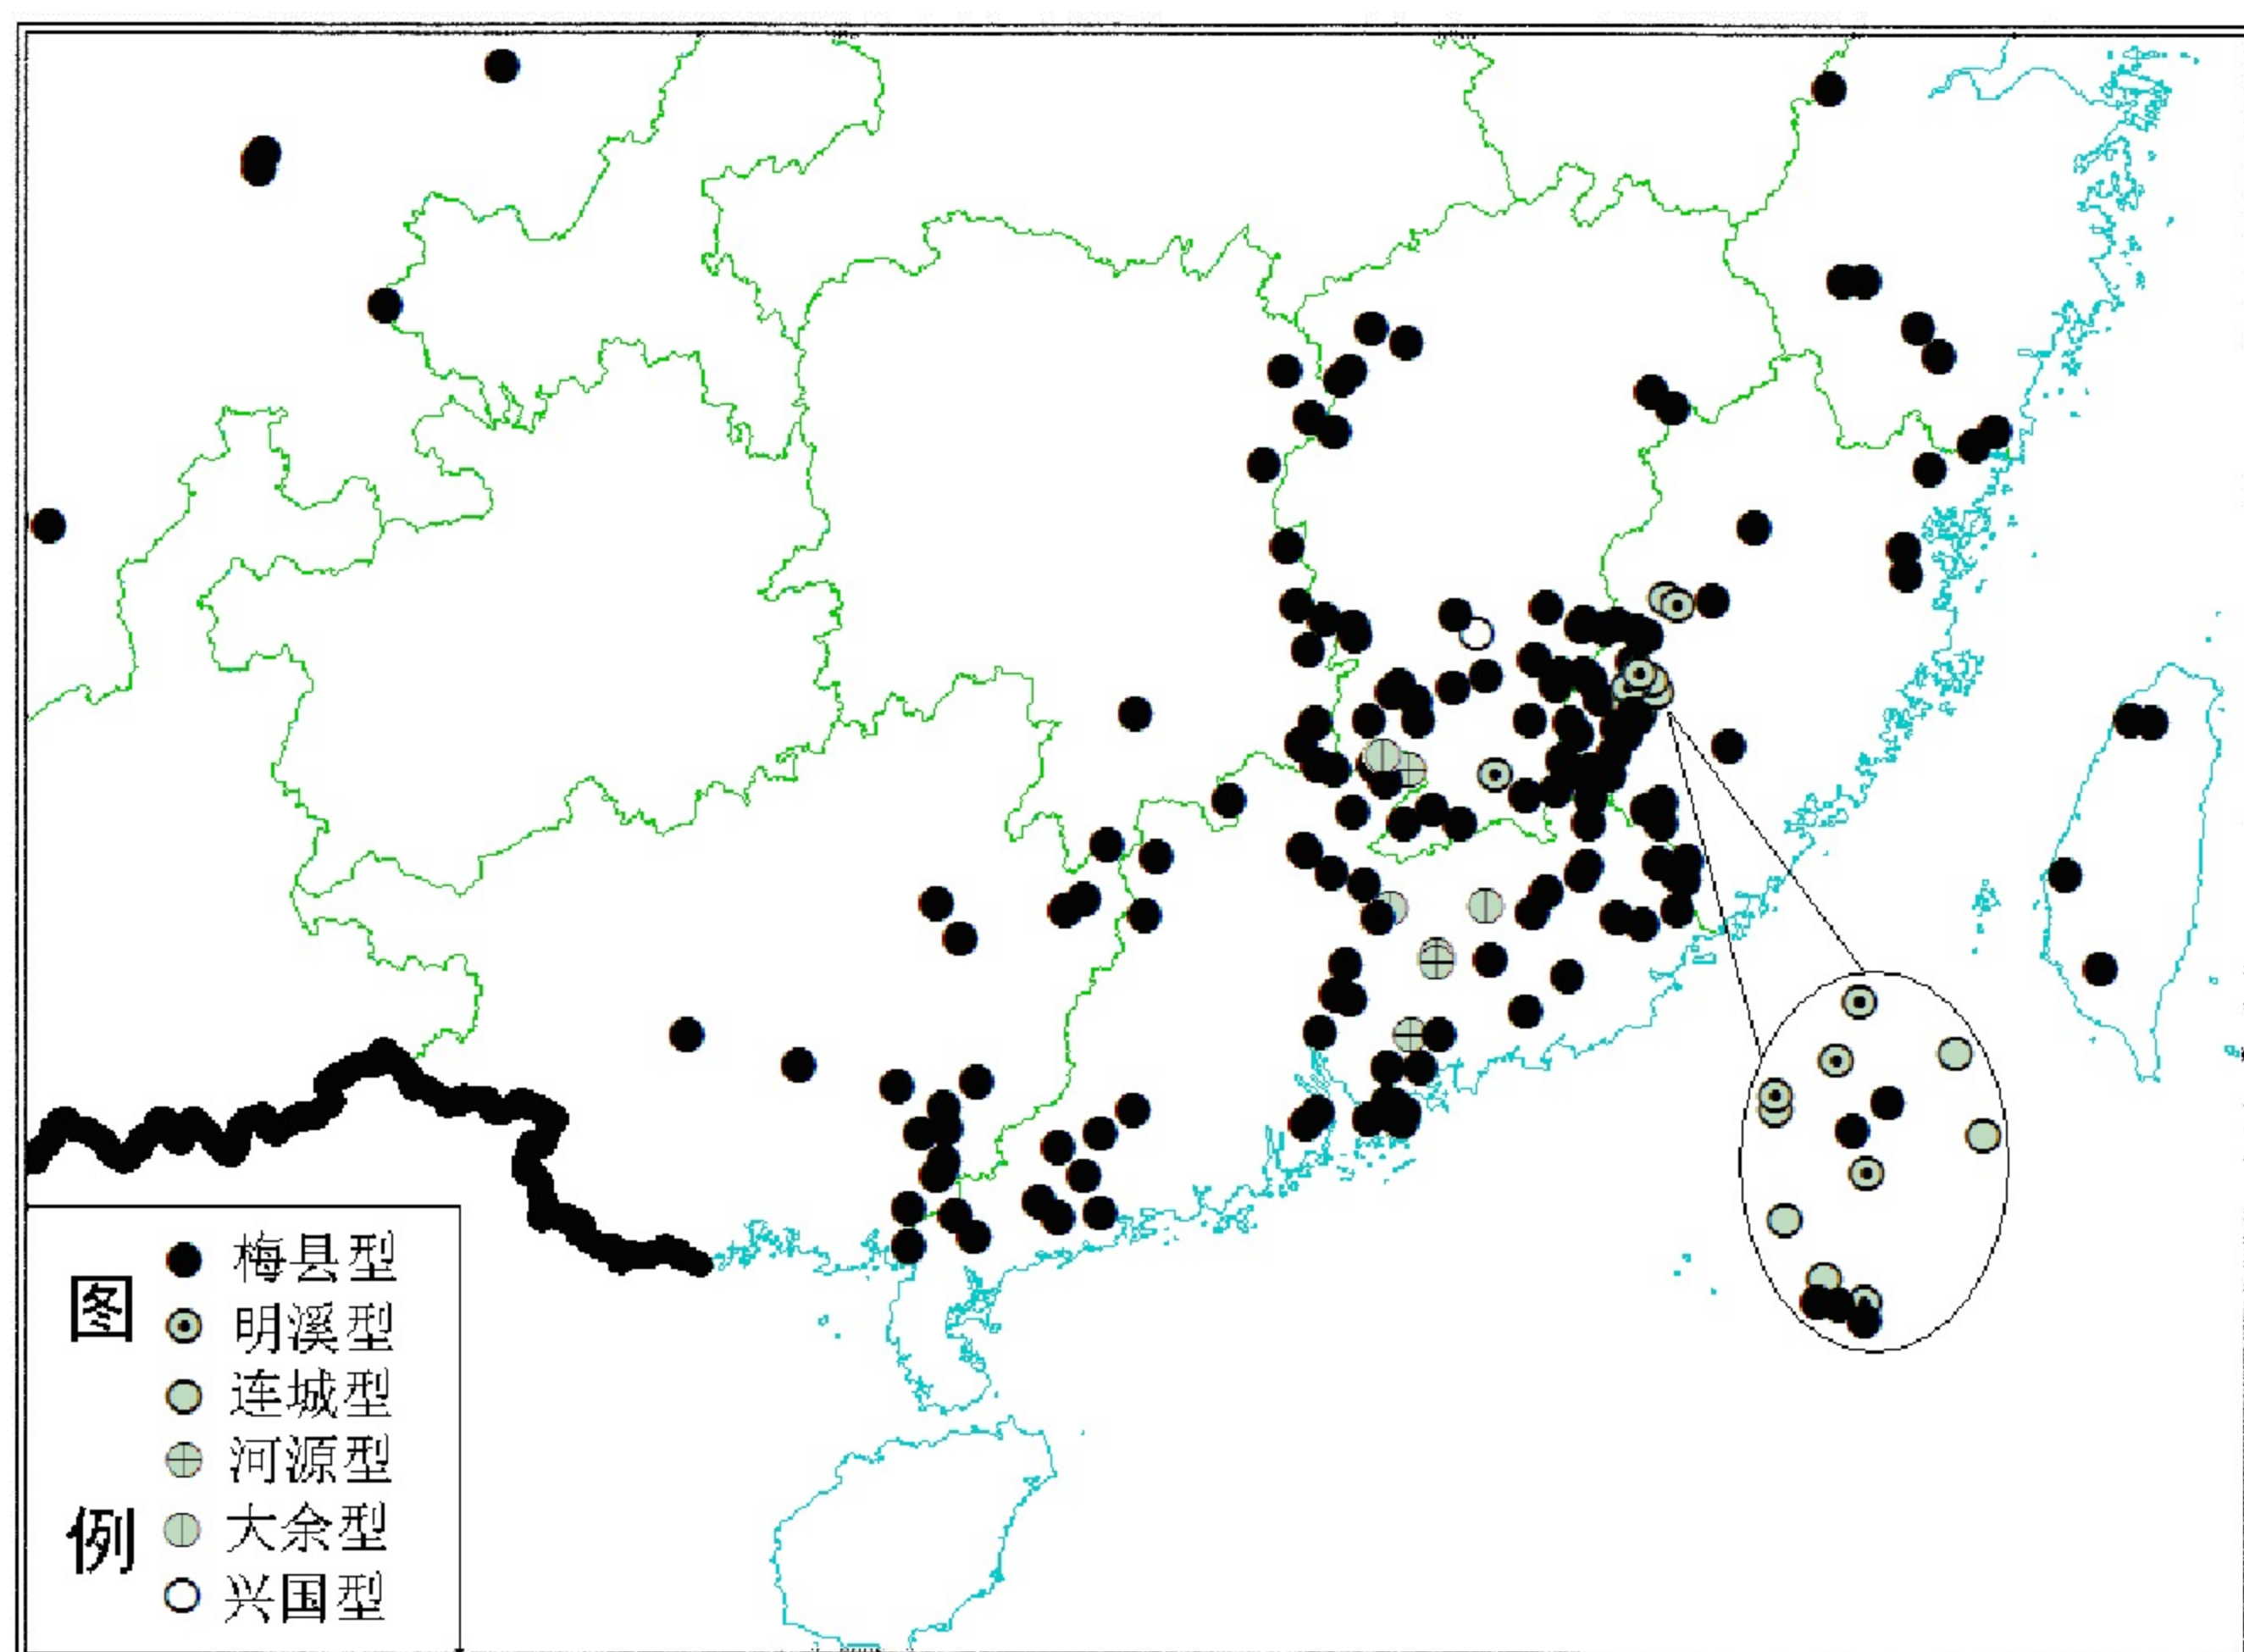 图例
梅县型
明溪型
连城型
河源型
大余型
兴国型